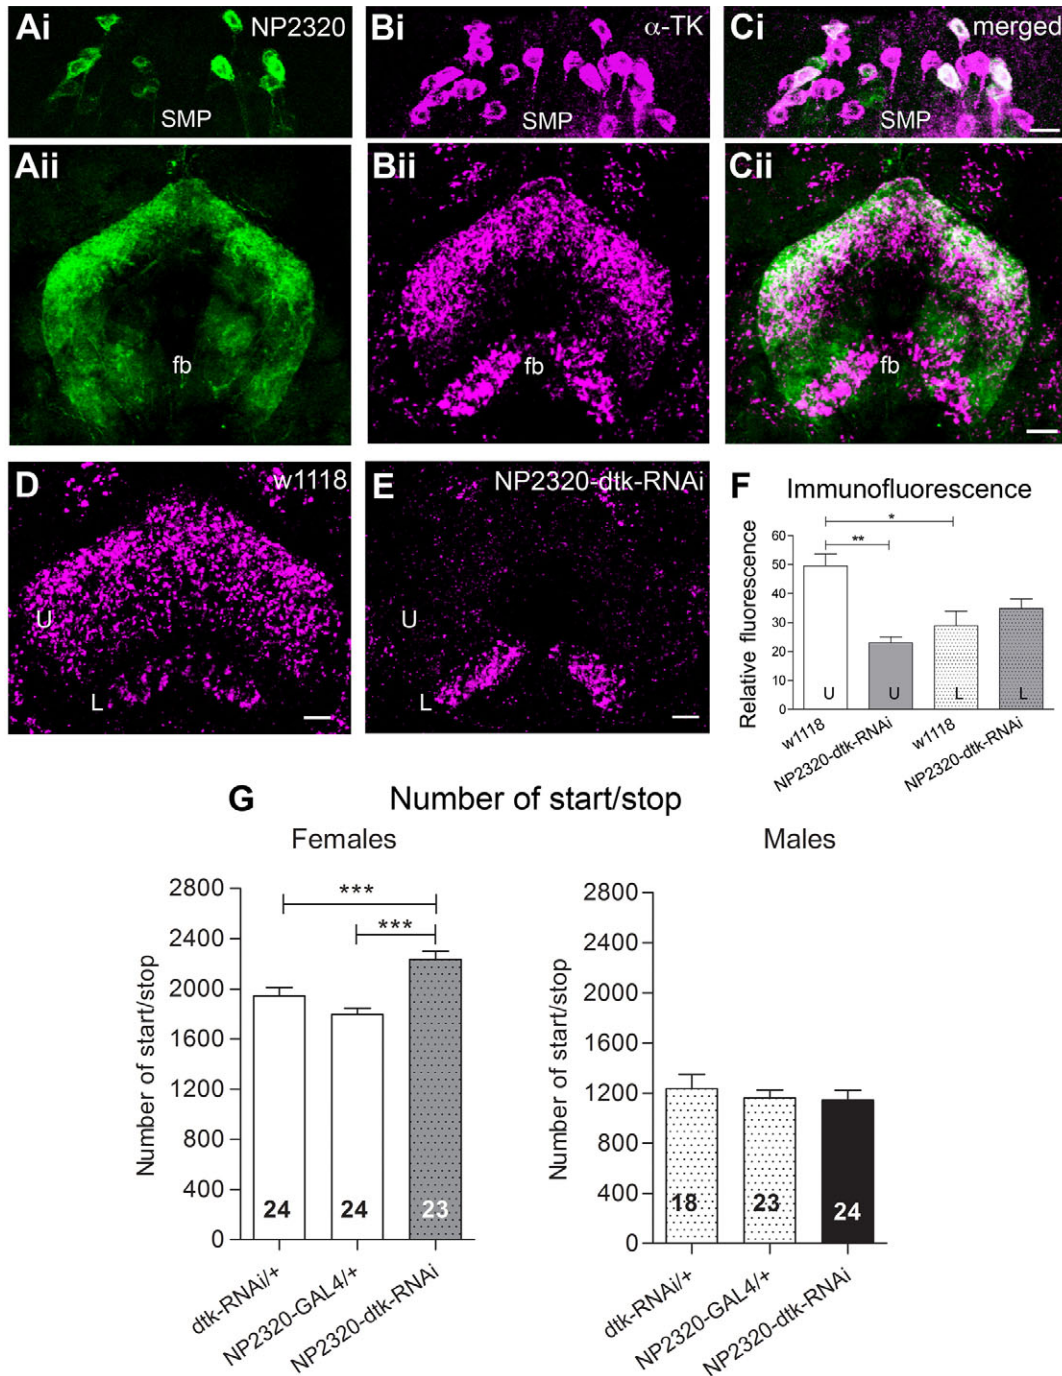 Ai NP2320
SMP
Bi α-TK
SMP
Ci merged
SMP
Aii
fb
Bii
fb
Cii
fb
D w1118
U
L
E NP2320-dtk-RNAi
U
L
F Immunofluorescence
Relative fluorescence
60
50
40
30
20
10
0
*
**
U U L L
w1118
NP2320-dtk-RNAi
w1118
NP2320-dtk-RNAi
G Number of start/stop
Females
Number of start/stop
2800
2400
2000
1600
1200
800
400
0
***
***
24 24 23
dtk-RNAi/+
NP2320-GAL4/+
NP2320-dtk-RNAi
Males
Number of start/stop
2800
2400
2000
1600
1200
800
400
0
18 23 24
dtk-RNAi/+
NP2320-GAL4/+
NP2320-dtk-RNAi